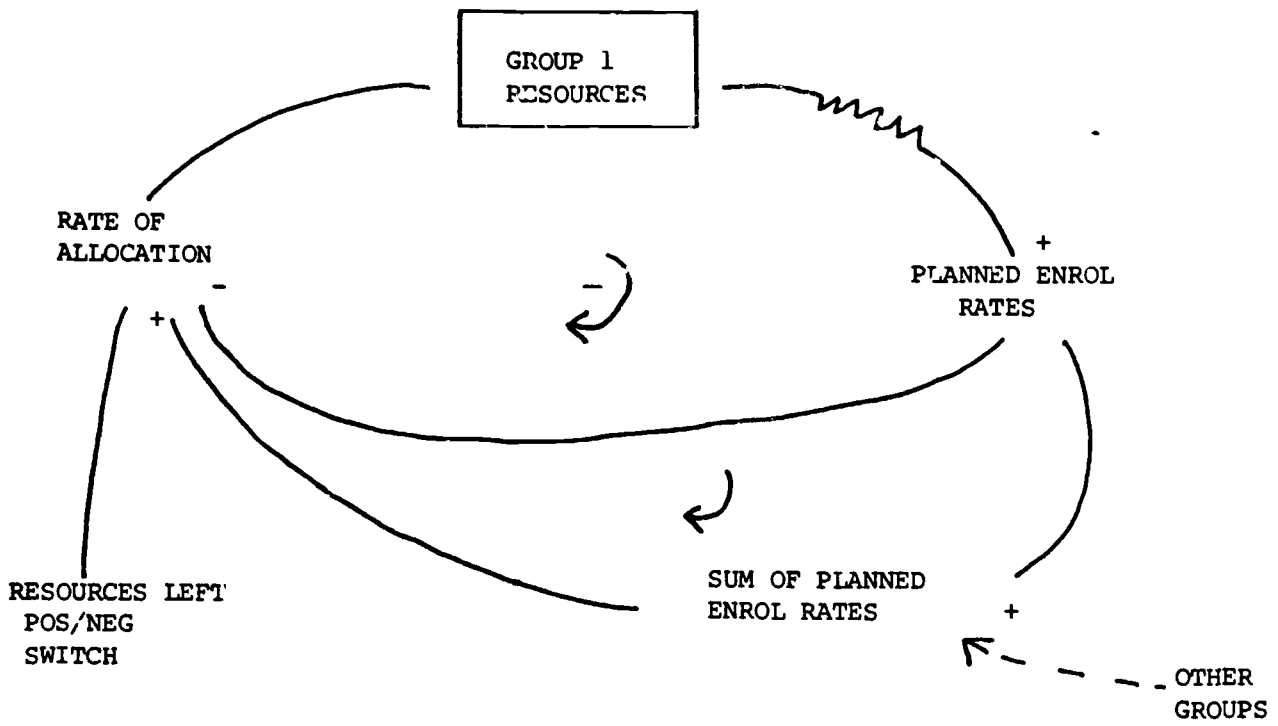 GROUP 1
RESOURCES
RATE OF
ALLOCATION
-
+
-
+
PLANNED ENROL
RATES
SUM OF PLANNED
ENROL RATES
+
RESOURCES LEFT
POS/NEG
SWITCH
OTHER
GROUPS